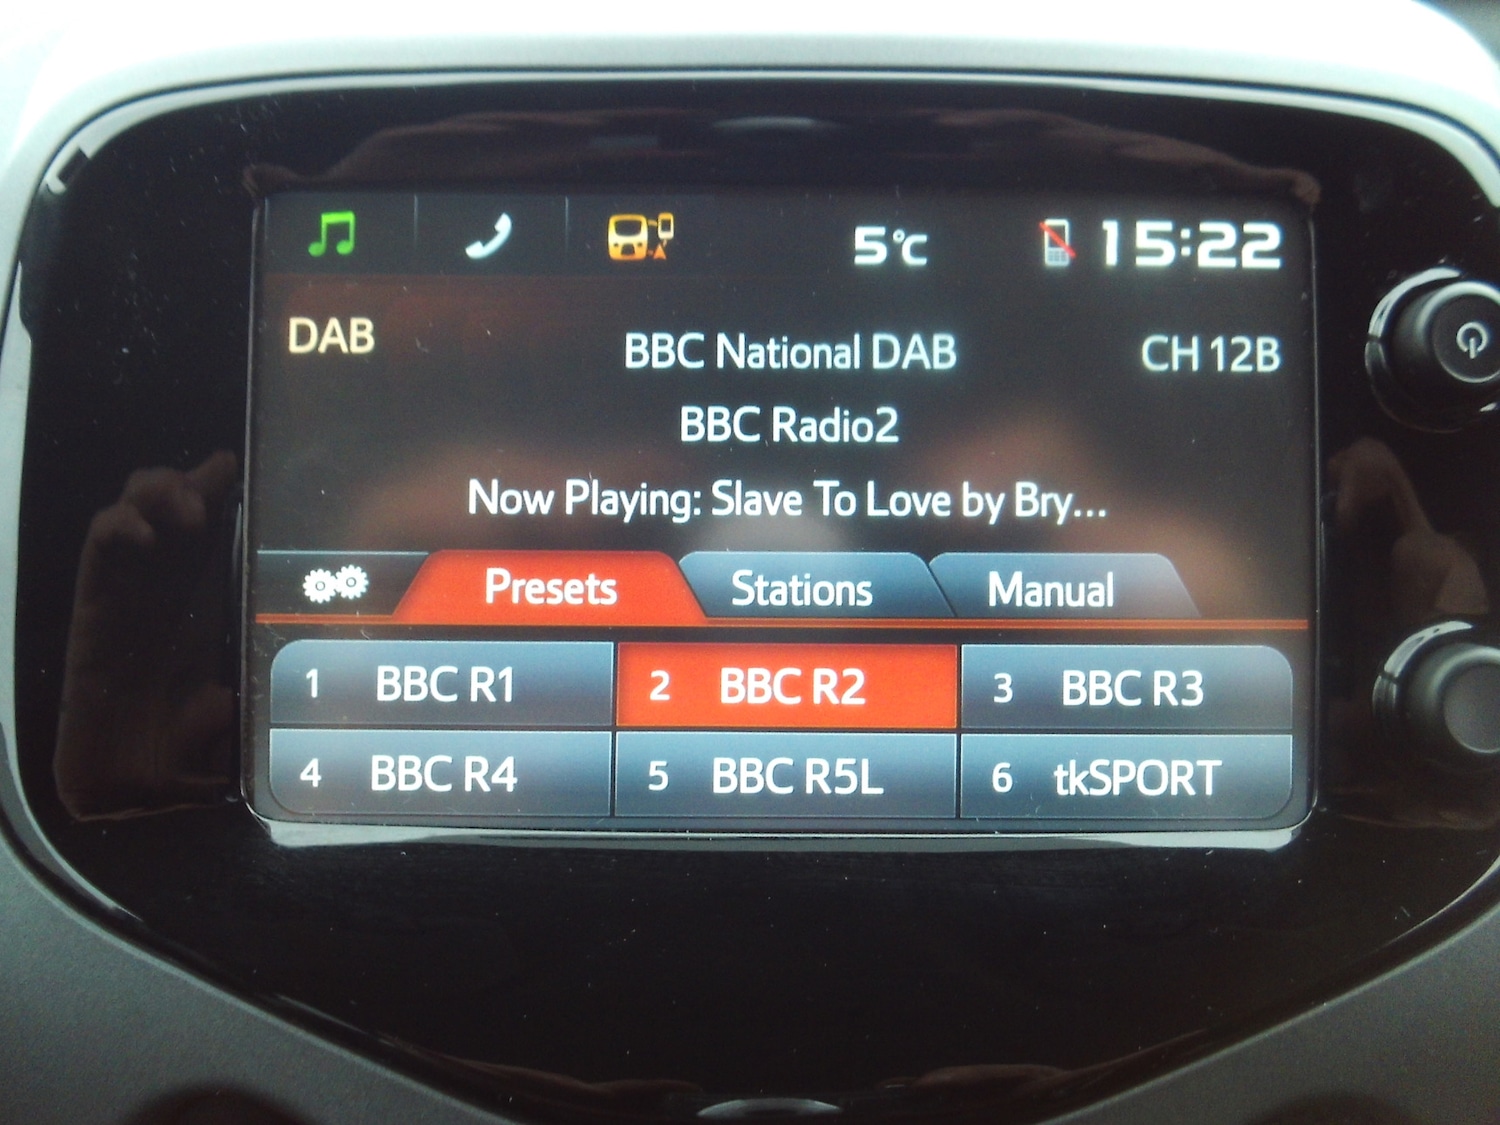 5°C 15:22
DAB BBC National DAB CH 12B
BBC Radio2
Now Playing: Slave To Love by Bry...
Presets Stations Manual
1 BBC R1 2 BBC R2 3 BBC R3
4 BBC R4 5 BBC R5L 6 tkSPORT